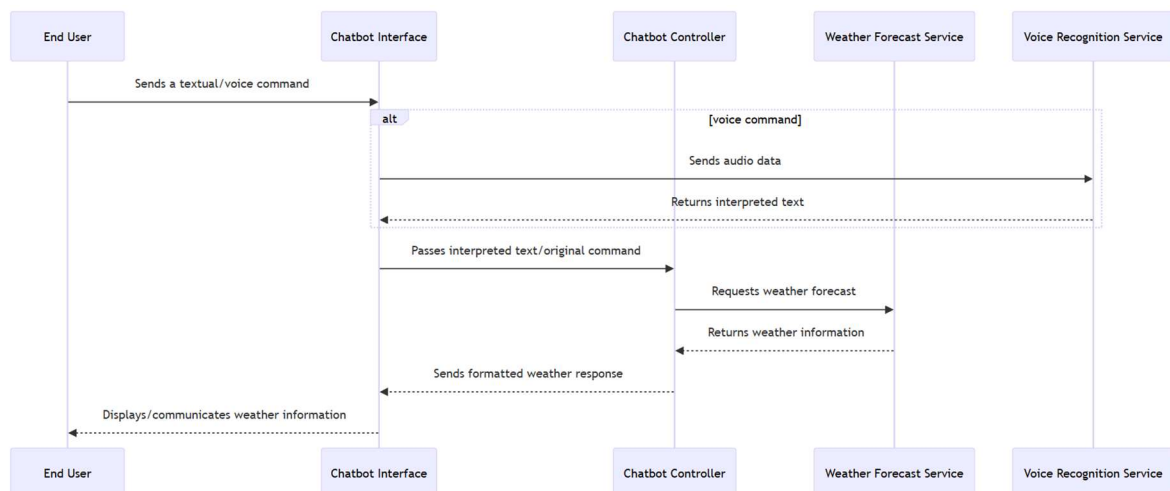 End User
Chatbot Interface
Chatbot Controller
Weather Forecast Service
Voice Recognition Service
Sends a textual/voice command
alt
[voice command]
Sends audio data
Returns interpreted text
Passes interpreted text/original command
Requests weather forecast
Returns weather information
Sends formatted weather response
Displays/communicates weather information
End User
Chatbot Interface
Chatbot Controller
Weather Forecast Service
Voice Recognition Service